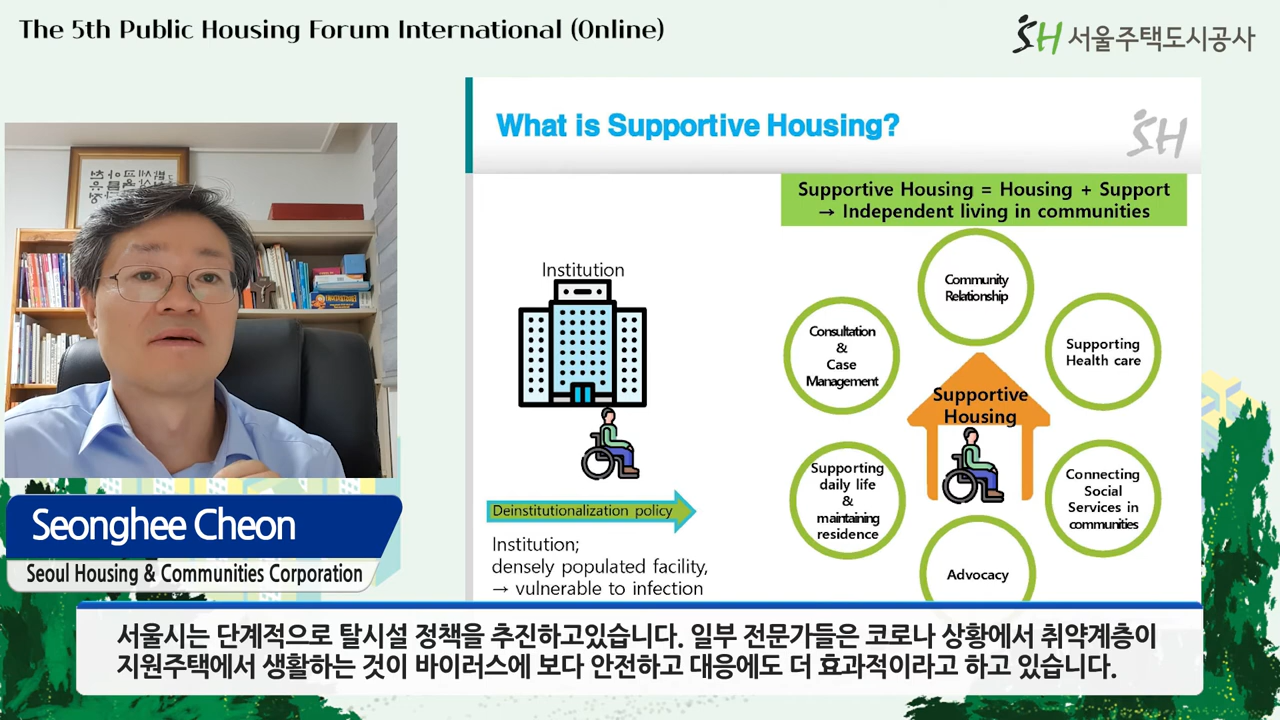 The 5th Public Housing Forum International (Online)
SH 서울주택도시공사
What is Supportive Housing?
SH
Supportive Housing = Housing + Support
→ Independent living in communities
Institution
Community
Relationship
Consultation
&
Case
Management
Supporting
Health care
Supportive
Housing
Supporting
daily life
&
maintaining
residence
Connecting
Social
Services in
communities
Advocacy
Deinstitutionalization policy
Institution;
densely populated facility,
→ vulnerable to infection
Seonghee Cheon
Seoul Housing & Communities Corporation
서울시는 단계적으로 탈시설 정책을 추진하고있습니다. 일부 전문가들은 코로나 상황에서 취약계층이
지원주택에서 생활하는 것이 바이러스에 보다 안전하고 대응에도 더 효과적이라고 하고 있습니다.